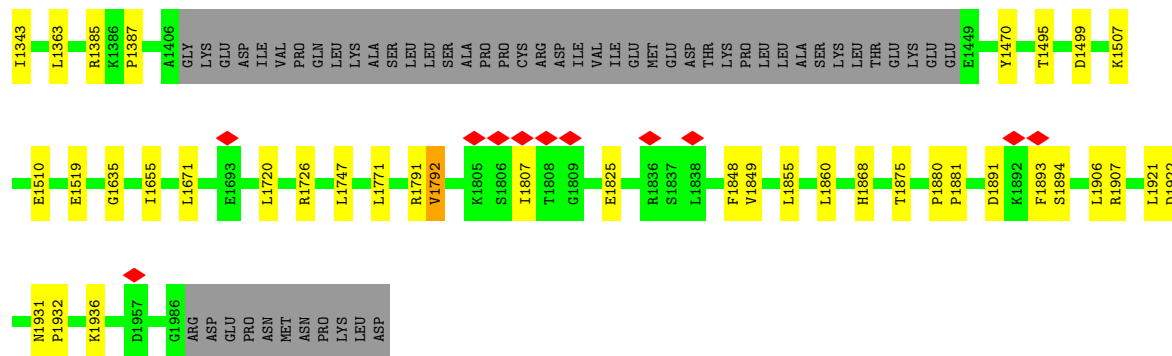 I1343 L1363 R1385 K1386 P1387 A1406 GLY LYS GLU ASP ILE VAL PRO GLN LEU LYS ALA SER LEU LEU SER ALA PRO PRO CYS ARG ASP ILE VAL ILE GLU MET GLU ASP THR LYS PRO LEU LEU ALA SER LYS LEU THR GLU LYS GLU GLU E1449 Y1470 T1495 D1499 K1507
E1510 E1519 G1635 I1655 L1671 E1693 L1720 R1726 L1747 L1771 R1791 V1792 K1805 S1806 I1807 T1808 G1809 E1825 R1836 S1837 L1838 F1848 V1849 L1855 L1860 H1868 T1875 P1880 P1881 D1891 K1892 F1893 S1894 L1906 R1907 L1921 D1922
N1931 P1932 K1936 D1957 G1986 ARG ASP GLU PRO ASN MET ASN PRO LYS LEU ASP